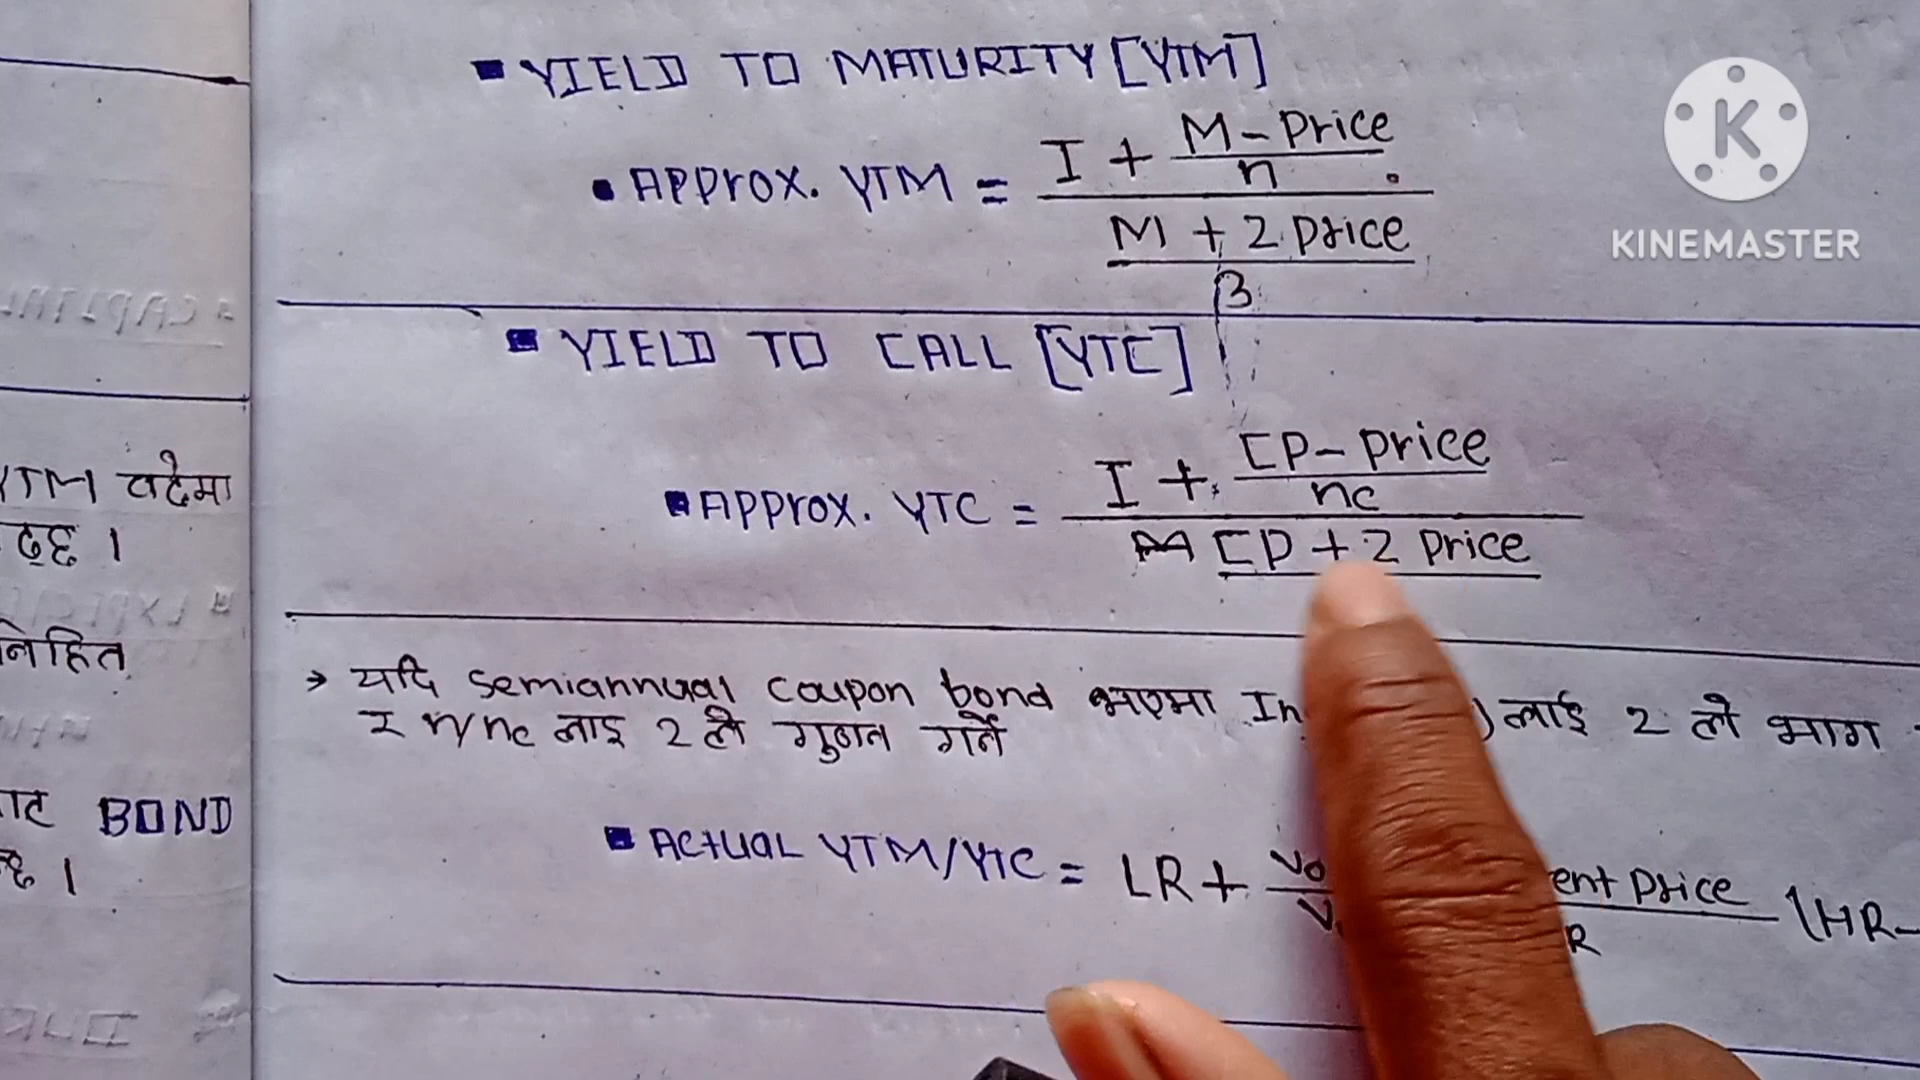 ▪ YIELD TO MATURITY [YTM]
• Approx. YTM = I + M - Price / n
M + 2 price / 3
▪ YIELD TO CALL [YTC]
▪ Approx. YTC = I + CP - price / nc
CP + 2 price
→ यदि semiannual coupon bond भएमा In ) लाई 2 ले भाग
र n/nc लाइ 2 ले गुणन गर्ने
▪ Actual YTM/YTC = LR + ent price (HR-
YTM बढेमा
निहित
BOND
KINEMASTER